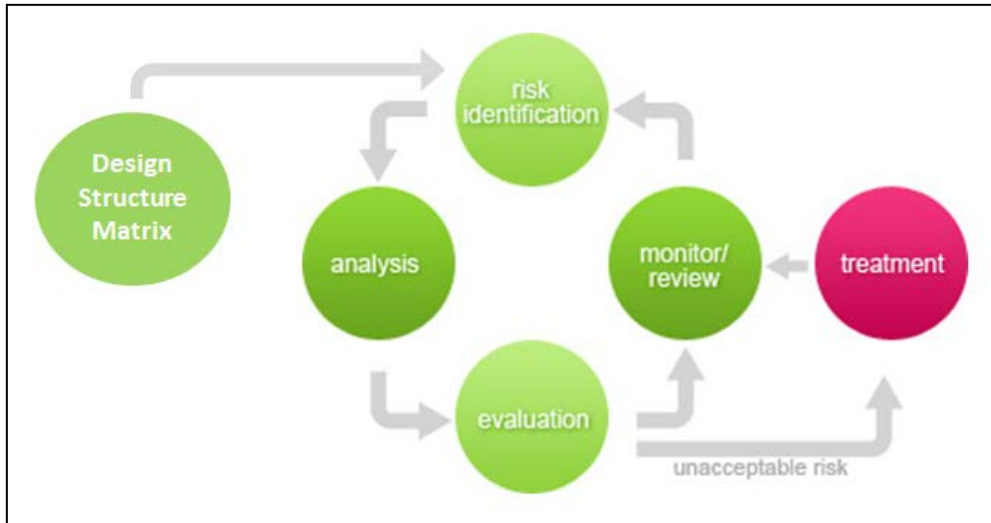 risk
identification
Design
Structure
Matrix
analysis
monitor/
review
treatment
evaluation
unacceptable risk